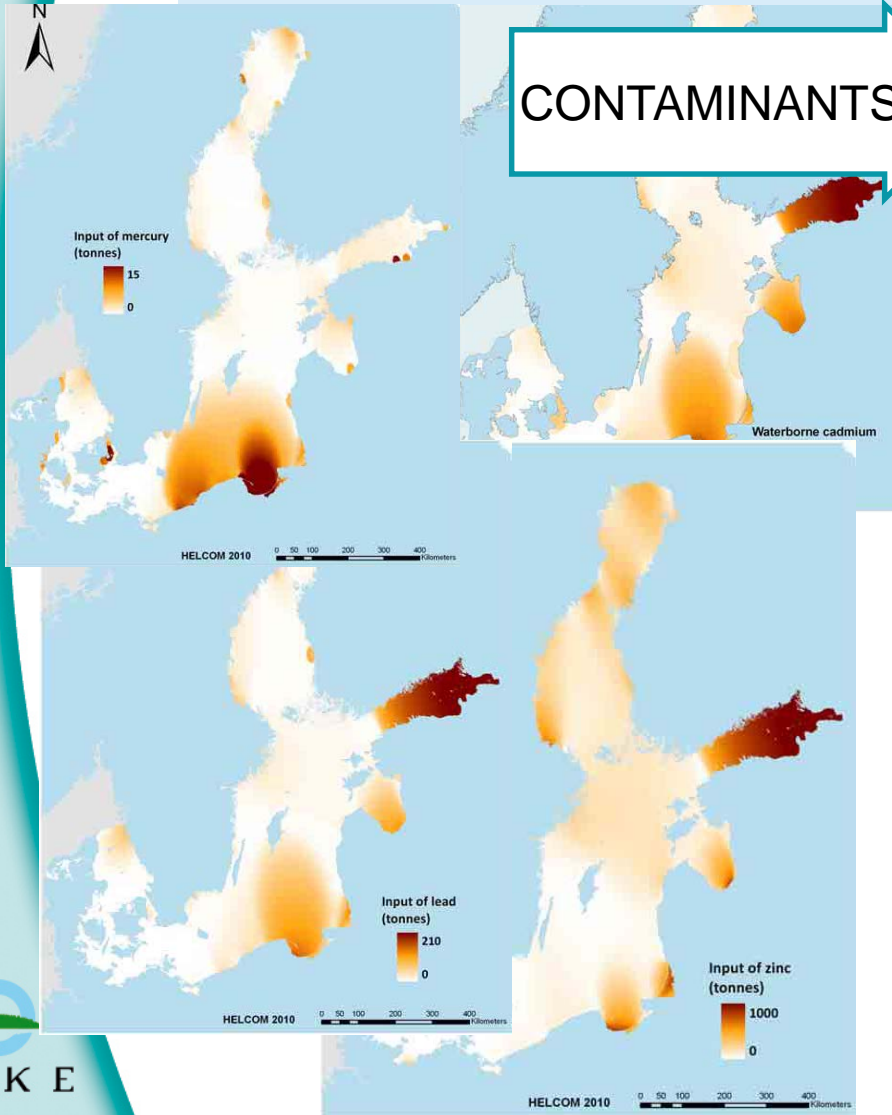 N
CONTAMINANTS
Input of mercury
(tonnes)
15
0
Waterborne cadmium
HELCOM 2010
0 50 100 200 300 400
Kilometers
Input of lead
(tonnes)
210
0
HELCOM 2010
0 50 100 200 300 400
Kilometers
Input of zinc
(tonnes)
1000
0
HELCOM 2010
0 50 100 200 300 400
Kilometers
K E